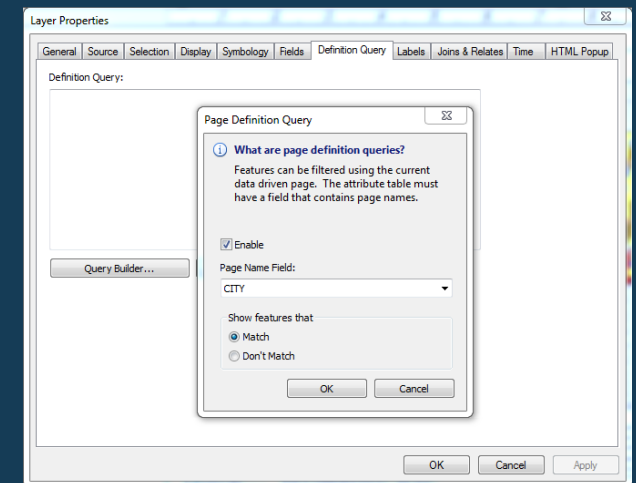 Layer Properties
General Source Selection Display Symbology Fields Definition Query Labels Joins & Relates Time HTML Popup
Definition Query:
Page Definition Query
What are page definition queries?
Features can be filtered using the current
data driven page. The attribute table must
have a field that contains page names.
Enable
Query Builder...
Page Name Field:
CITY
Show features that
Match
Don't Match
OK Cancel
OK Cancel Apply